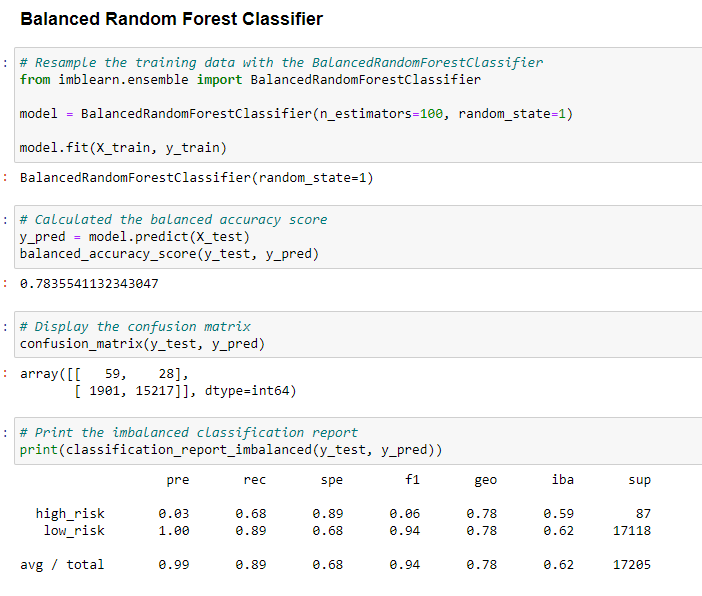 Balanced Random Forest Classifier
: # Resample the training data with the BalancedRandomForestClassifier
from imblearn.ensemble import BalancedRandomForestClassifier
model = BalancedRandomForestClassifier(n_estimators=100, random_state=1)
model.fit(X_train, y_train)
: BalancedRandomForestClassifier(random_state=1)
: # Calculated the balanced accuracy score
y_pred = model.predict(X_test)
balanced_accuracy_score(y_test, y_pred)
: 0.7835541132343047
: # Display the confusion matrix
confusion_matrix(y_test, y_pred)
: array([[   59,    28],
       [ 1901, 15217]], dtype=int64)
: # Print the imbalanced classification report
print(classification_report_imbalanced(y_test, y_pred))
pre rec spe f1 geo iba sup
high_risk 0.03 0.68 0.89 0.06 0.78 0.59 87
low_risk 1.00 0.89 0.68 0.94 0.78 0.62 17118
avg / total 0.99 0.89 0.68 0.94 0.78 0.62 17205